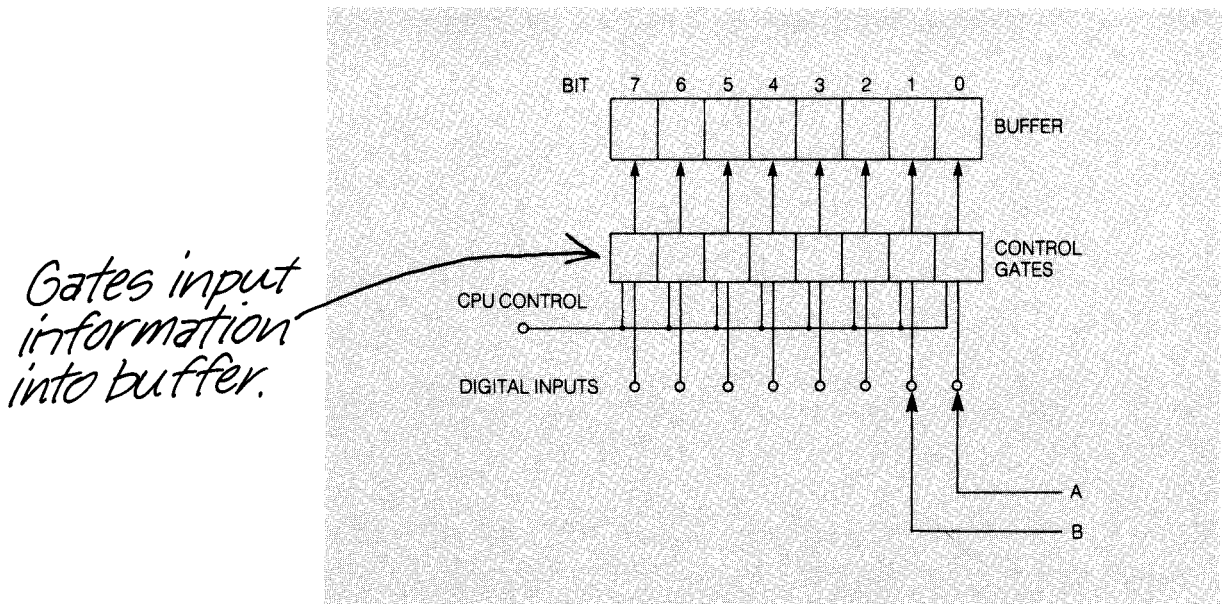 BIT 7 6 5 4 3 2 1 0
BUFFER
CONTROL
GATES
Gates input
information
into buffer.
CPU CONTROL
DIGITAL INPUTS
A
B